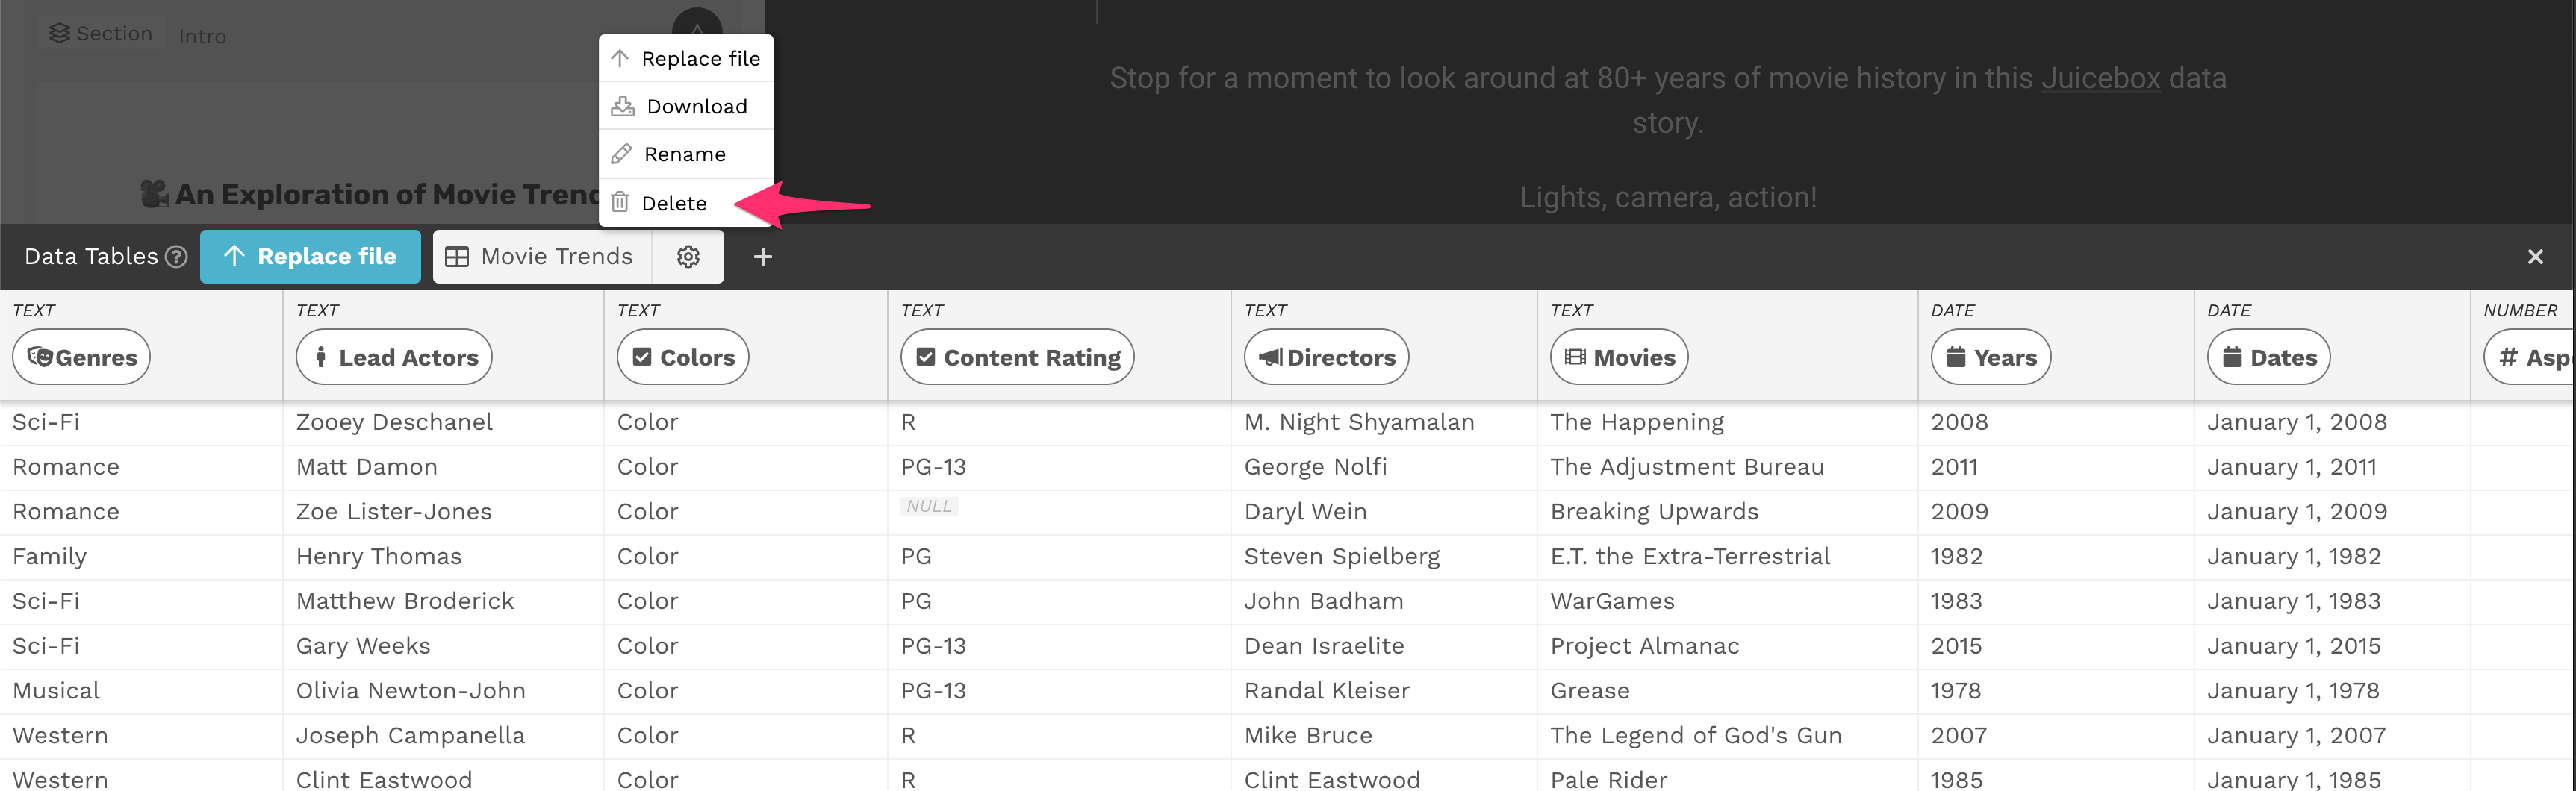 Section Intro
Replace file
Download
Rename
Delete
An Exploration of Movie Tren
Stop for a moment to look around at 80+ years of movie history in this Juicebox data
story.
Lights, camera, action!
Data Tables ? Replace file Movie Trends +
TEXT TEXT TEXT TEXT TEXT TEXT DATE DATE NUMBER
Genres Lead Actors Colors Content Rating Directors Movies Years Dates # Asp
Sci-Fi Zooey Deschanel Color R M. Night Shyamalan The Happening 2008 January 1, 2008
Romance Matt Damon Color PG-13 George Nolfi The Adjustment Bureau 2011 January 1, 2011
Romance Zoe Lister-Jones Color NULL Daryl Wein Breaking Upwards 2009 January 1, 2009
Family Henry Thomas Color PG Steven Spielberg E.T. the Extra-Terrestrial 1982 January 1, 1982
Sci-Fi Matthew Broderick Color PG John Badham WarGames 1983 January 1, 1983
Sci-Fi Gary Weeks Color PG-13 Dean Israelite Project Almanac 2015 January 1, 2015
Musical Olivia Newton-John Color PG-13 Randal Kleiser Grease 1978 January 1, 1978
Western Joseph Campanella Color R Mike Bruce The Legend of God's Gun 2007 January 1, 2007
Western Clint Eastwood Color R Clint Eastwood Pale Rider 1985 January 1, 1985